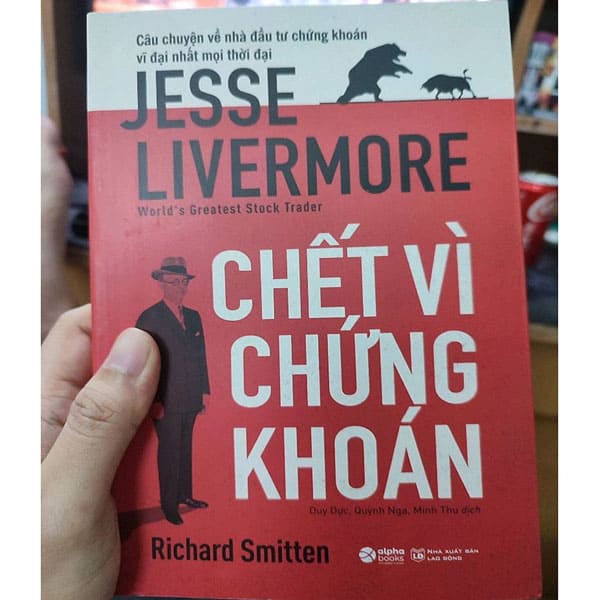 Câu chuyện về nhà đầu tư chứng khoán
vĩ đại nhất mọi thời đại
JESSE
LIVERMORE
World's Greatest Stock Trader
CHẾT VÌ
CHỨNG
KHOÁN
Duy Dực, Quỳnh Nga, Minh Thu dịch
Richard Smitten
alpha
books
LĐ
NHÀ XUẤT BẢN
LAO ĐỘNG